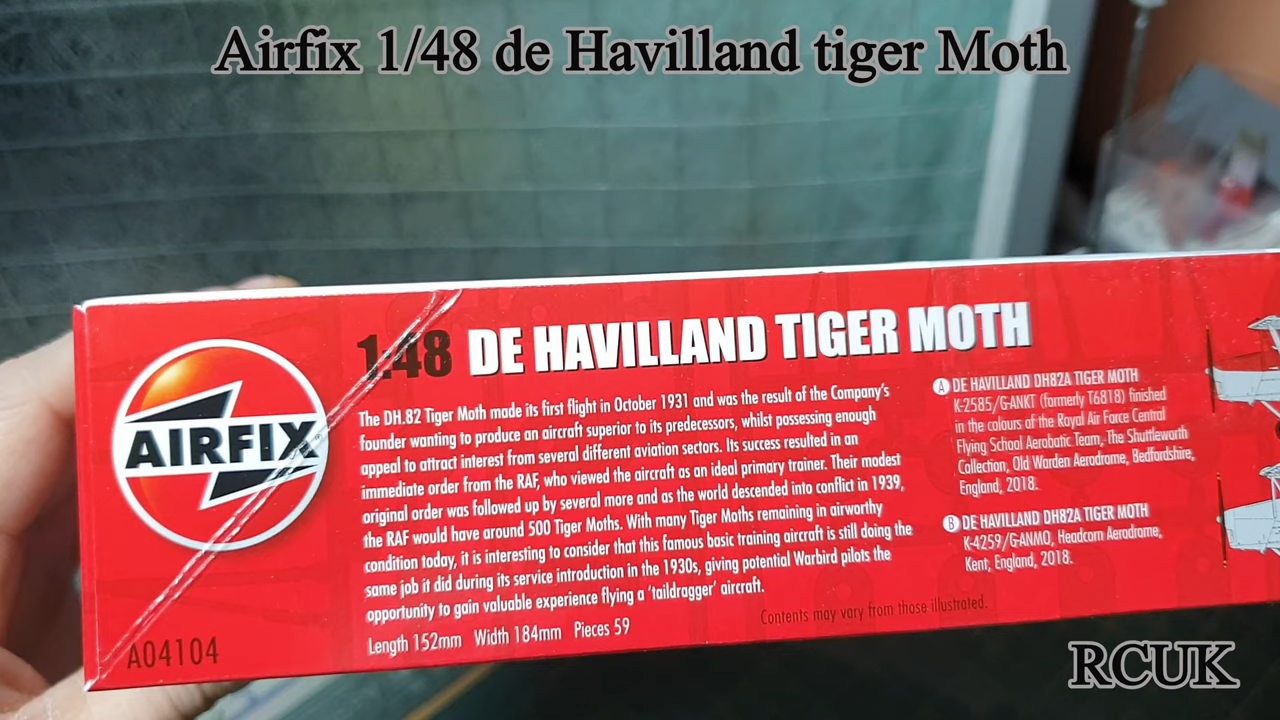 Airfix 1/48 de Havilland tiger Moth
1:48 DE HAVILLAND TIGER MOTH
AIRFIX
The DH.82 Tiger Moth made its first flight in October 1931 and was the result of the Company's
founder wanting to produce an aircraft superior to its predecessors, whilst possessing enough
appeal to attract interest from several different aviation sectors. Its success resulted in an
immediate order from the RAF, who viewed the aircraft as an ideal primary trainer. Their modest
original order was followed up by several more and as the world descended into conflict in 1939,
the RAF would have around 500 Tiger Moths. With many Tiger Moths remaining in airworthy
condition today, it is interesting to consider that this famous basic training aircraft is still doing the
same job it did during its service introduction in the 1930s, giving potential Warbird pilots the
opportunity to gain valuable experience flying a 'taildragger' aircraft.
Length 152mm Width 184mm Pieces 59
A DE HAVILLAND DH82A TIGER MOTH
K-2585/G-ANKT (formerly T6818) finished
in the colours of the Royal Air Force Central
Flying School Aerobatic Team, The Shuttleworth
Collection, Old Warden Aerodrome, Bedfordshire,
England, 2018.
B DE HAVILLAND DH82A TIGER MOTH
K-4259/G-ANMO, Headcorn Aerodrome,
Kent, England, 2018.
Contents may vary from those illustrated.
A04104
RCUK